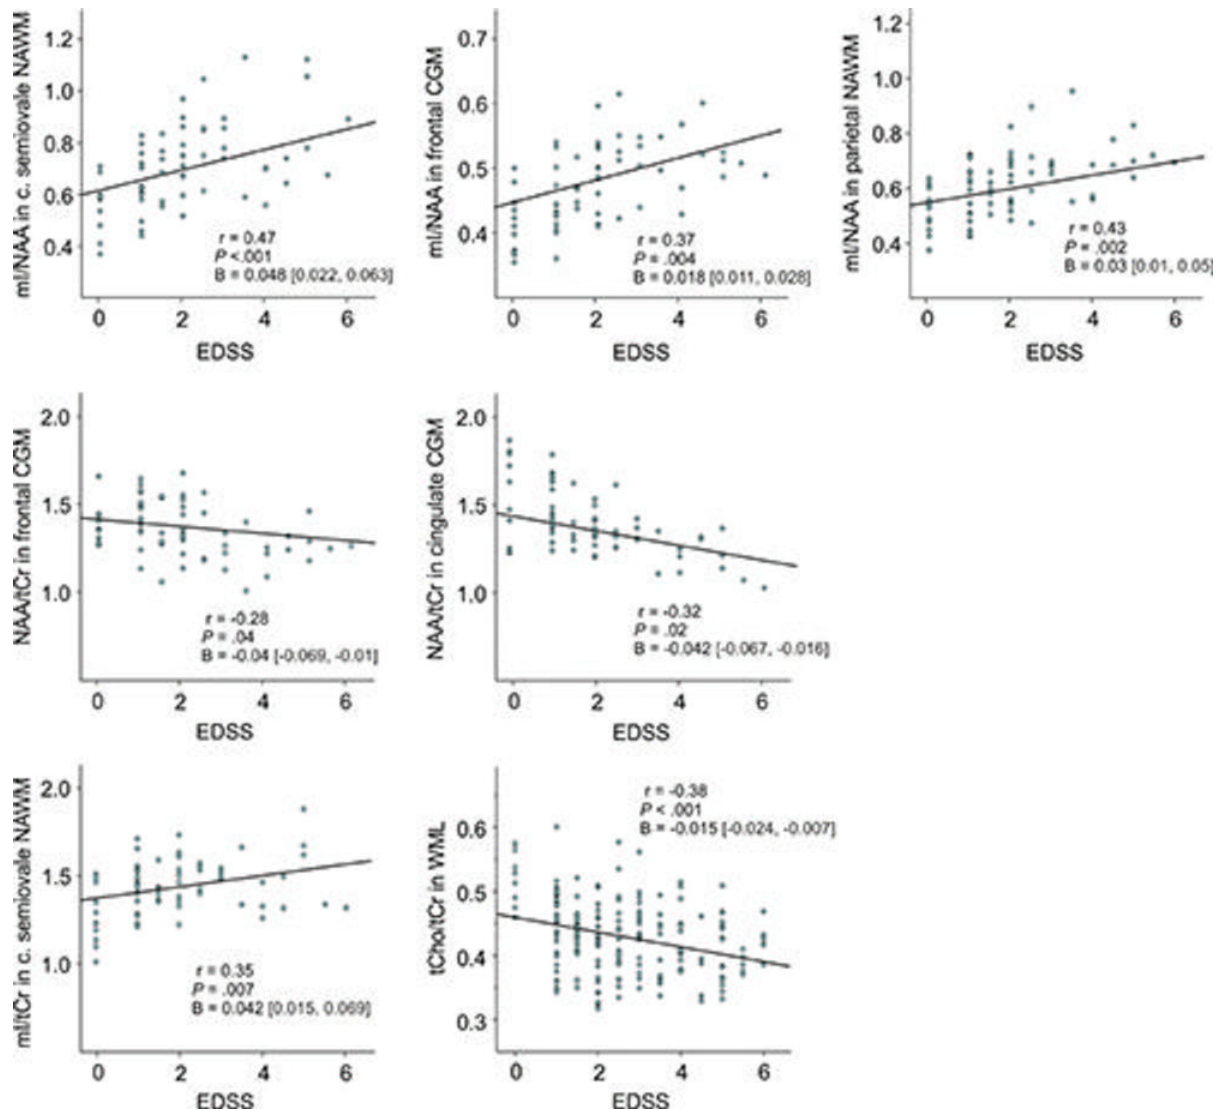 mI/NAA in c. semiovale NAWM
1.2
1.0
0.8
0.6
0.4
r = 0.47
P <.001
B = 0.048 [0.022, 0.063]
0 2 4 6
EDSS
mI/NAA in frontal CGM
0.7
0.6
0.5
0.4
r = 0.37
P = .004
B = 0.018 [0.011, 0.028]
0 2 4 6
EDSS
mI/NAA in parietal NAWM
1.2
1.0
0.8
0.6
0.4
r = 0.43
P = .002
B = 0.03 [0.01, 0.05]
0 2 4 6
EDSS
NAA/tCr in frontal CGM
2.0
1.5
1.0
r = -0.28
P = .04
B = -0.04 [-0.069, -0.01]
0 2 4 6
EDSS
NAA/tCr in cingulate CGM
2.0
1.5
1.0
r = -0.32
P = .02
B = -0.042 [-0.067, -0.016]
0 2 4 6
EDSS
mI/tCr in c. semiovale NAWM
2.0
1.5
1.0
r = 0.35
P = .007
B = 0.042 [0.015, 0.069]
0 2 4 6
EDSS
tCho/tCr in WML
0.6
0.5
0.4
0.3
r = -0.38
P < .001
B = -0.015 [-0.024, -0.007]
0 2 4 6
EDSS